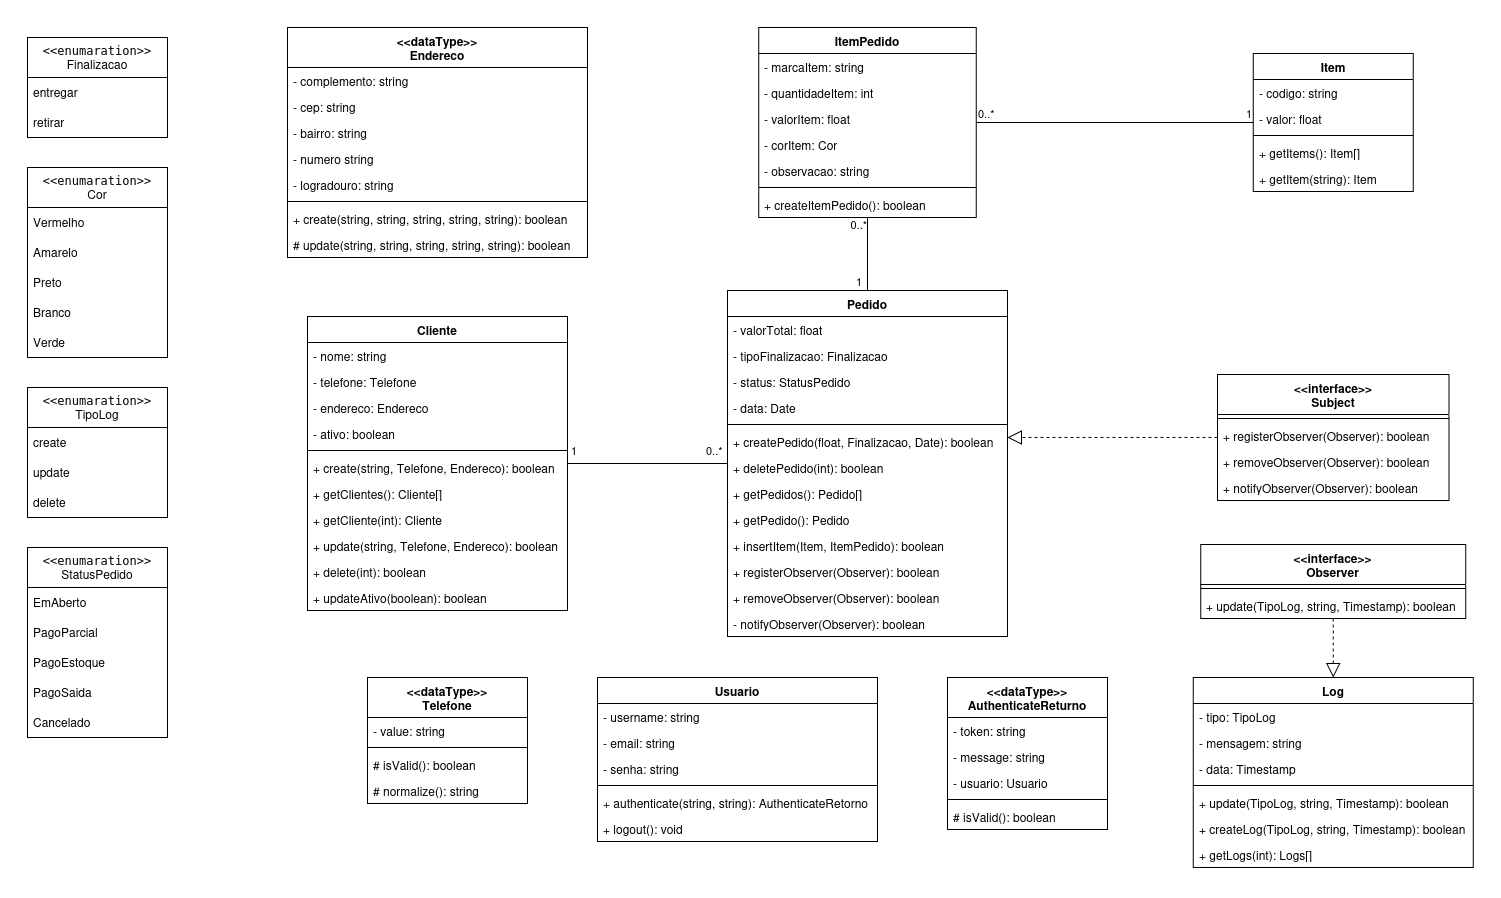 <<enumaration>>
Finalizacao
entregar
retirar
<<enumaration>>
Cor
Vermelho
Amarelo
Preto
Branco
Verde
<<enumaration>>
TipoLog
create
update
delete
<<enumaration>>
StatusPedido
EmAberto
PagoParcial
PagoEstoque
PagoSaida
Cancelado
<<dataType>>
Endereco
- complemento: string
- cep: string
- bairro: string
- numero string
- logradouro: string
+ create(string, string, string, string, string): boolean
# update(string, string, string, string, string): boolean
ItemPedido
- marcaItem: string
- quantidadeItem: int
- valorItem: float
- corItem: Cor
- observacao: string
+ createItemPedido(): boolean
0..*
1
Item
- codigo: string
- valor: float
+ getItems(): Item[]
+ getItem(string): Item
0..*
1
Cliente
- nome: string
- telefone: Telefone
- endereco: Endereco
- ativo: boolean
+ create(string, Telefone, Endereco): boolean
+ getClientes(): Cliente[]
+ getCliente(int): Cliente
+ update(string, Telefone, Endereco): boolean
+ delete(int): boolean
+ updateAtivo(boolean): boolean
1
0..*
Pedido
- valorTotal: float
- tipoFinalizacao: Finalizacao
- status: StatusPedido
- data: Date
+ createPedido(float, Finalizacao, Date): boolean
+ deletePedido(int): boolean
+ getPedidos(): Pedido[]
+ getPedido(): Pedido
+ insertItem(Item, ItemPedido): boolean
+ registerObserver(Observer): boolean
+ removeObserver(Observer): boolean
- notifyObserver(Observer): boolean
<<interface>>
Subject
+ registerObserver(Observer): boolean
+ removeObserver(Observer): boolean
+ notifyObserver(Observer): boolean
<<interface>>
Observer
+ update(TipoLog, string, Timestamp): boolean
<<dataType>>
Telefone
- value: string
# isValid(): boolean
# normalize(): string
Usuario
- username: string
- email: string
- senha: string
+ authenticate(string, string): AuthenticateRetorno
+ logout(): void
<<dataType>>
AuthenticateReturno
- token: string
- message: string
- usuario: Usuario
# isValid(): boolean
Log
- tipo: TipoLog
- mensagem: string
- data: Timestamp
+ update(TipoLog, string, Timestamp): boolean
+ createLog(TipoLog, string, Timestamp): boolean
+ getLogs(int): Logs[]